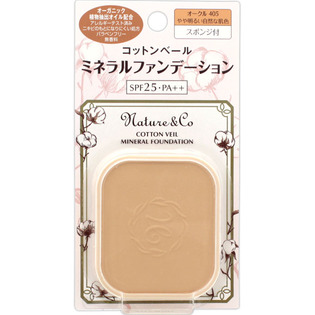 オーガニック
植物抽出オイル配合
アレルギーテスト済み
ニキビのもとになりにくい処方
パラベンフリー
無香料
オークル 405
やや明るい自然な肌色
スポンジ付
コットンベール
ミネラルファンデーション
SPF25・PA++
Nature&Co
COTTON VEIL
MINERAL FOUNDATION